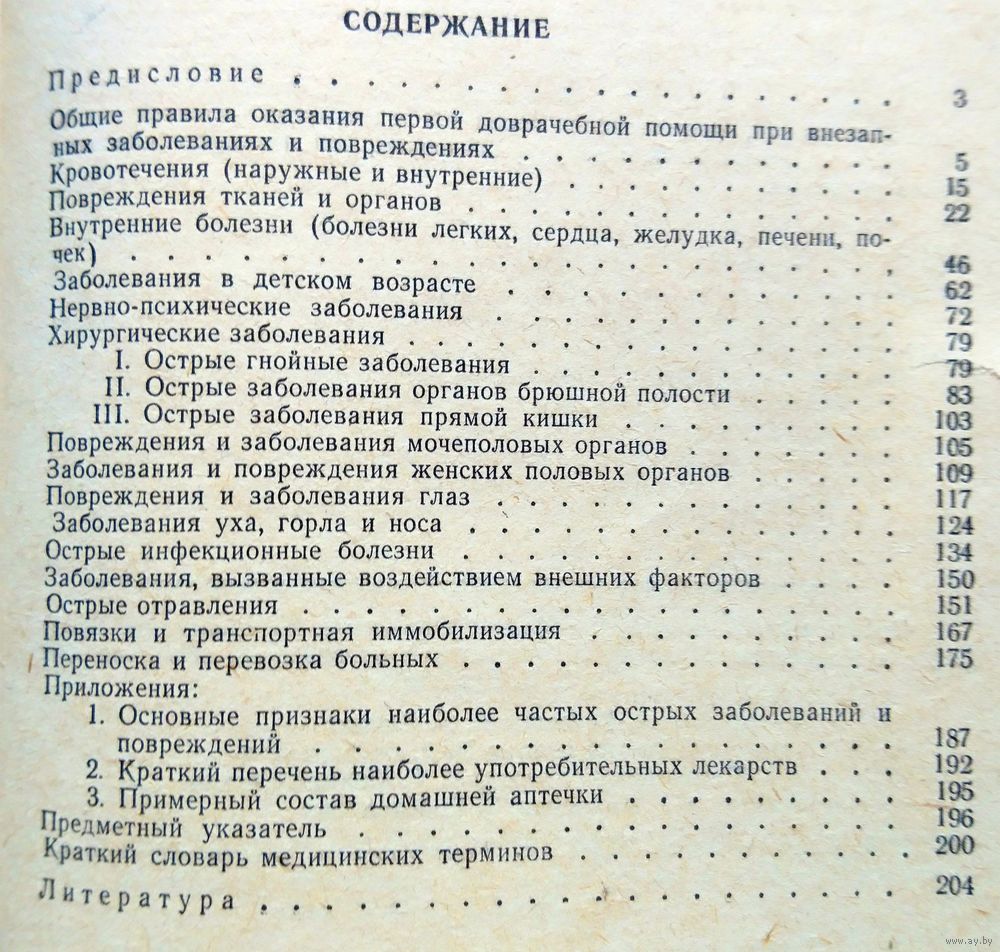 СОДЕРЖАНИЕ
Предисловие . . . . . . . . . . . . . . . . . 3
Общие правила оказания первой доврачебной помощи при внезап-
ных заболеваниях и повреждениях . . . . . . . . . . . 5
Кровотечения (наружные и внутренние) . . . . . . . . . . 15
Повреждения тканей и органов . . . . . . . . . . . . . 22
Внутренние болезни (болезни легких, сердца, желудка, печени, по-
чек) . . . . . . . . . . . . . . . . . . . . 46
Заболевания в детском возрасте . . . . . . . . . . . . 62
Нервно-психические заболевания . . . . . . . . . . . . 72
Хирургические заболевания . . . . . . . . . . . . . . 79
I. Острые гнойные заболевания . . . . . . . . . . . 79
II. Острые заболевания органов брюшной полости . . . . . 83
III. Острые заболевания прямой кишки . . . . . . . . . 103
Повреждения и заболевания мочеполовых органов . . . . . . 105
Заболевания и повреждения женских половых органов . . . . . 109
Повреждения и заболевания глаз . . . . . . . . . . . . 117
Заболевания уха, горла и носа . . . . . . . . . . . . 124
Острые инфекционные болезни . . . . . . . . . . . . . 134
Заболевания, вызванные воздействием внешних факторов . . . . 150
Острые отравления . . . . . . . . . . . . . . . . 151
Повязки и транспортная иммобилизация . . . . . . . . . 167
Переноска и перевозка больных . . . . . . . . . . . . 175
Приложения:
1. Основные признаки наиболее частых острых заболеваний и
повреждений . . . . . . . . . . . . . . . . 187
2. Краткий перечень наиболее употребительных лекарств . . . 192
3. Примерный состав домашней аптечки . . . . . . . . . 195
Предметный указатель . . . . . . . . . . . . . . . 196
Краткий словарь медицинских терминов . . . . . . . . . . 200
Литература . . . . . . . . . . . . . . . . . 204
www.ay.by